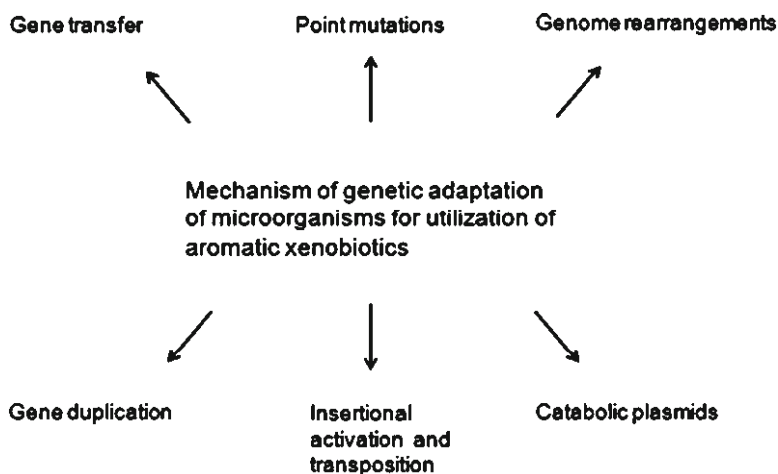 Gene transfer
Point mutations
Genome rearrangements
Mechanism of genetic adaptation
of microorganisms for utilization of
aromatic xenobiotics
Gene duplication
Insertional
activation and
transposition
Catabolic plasmids